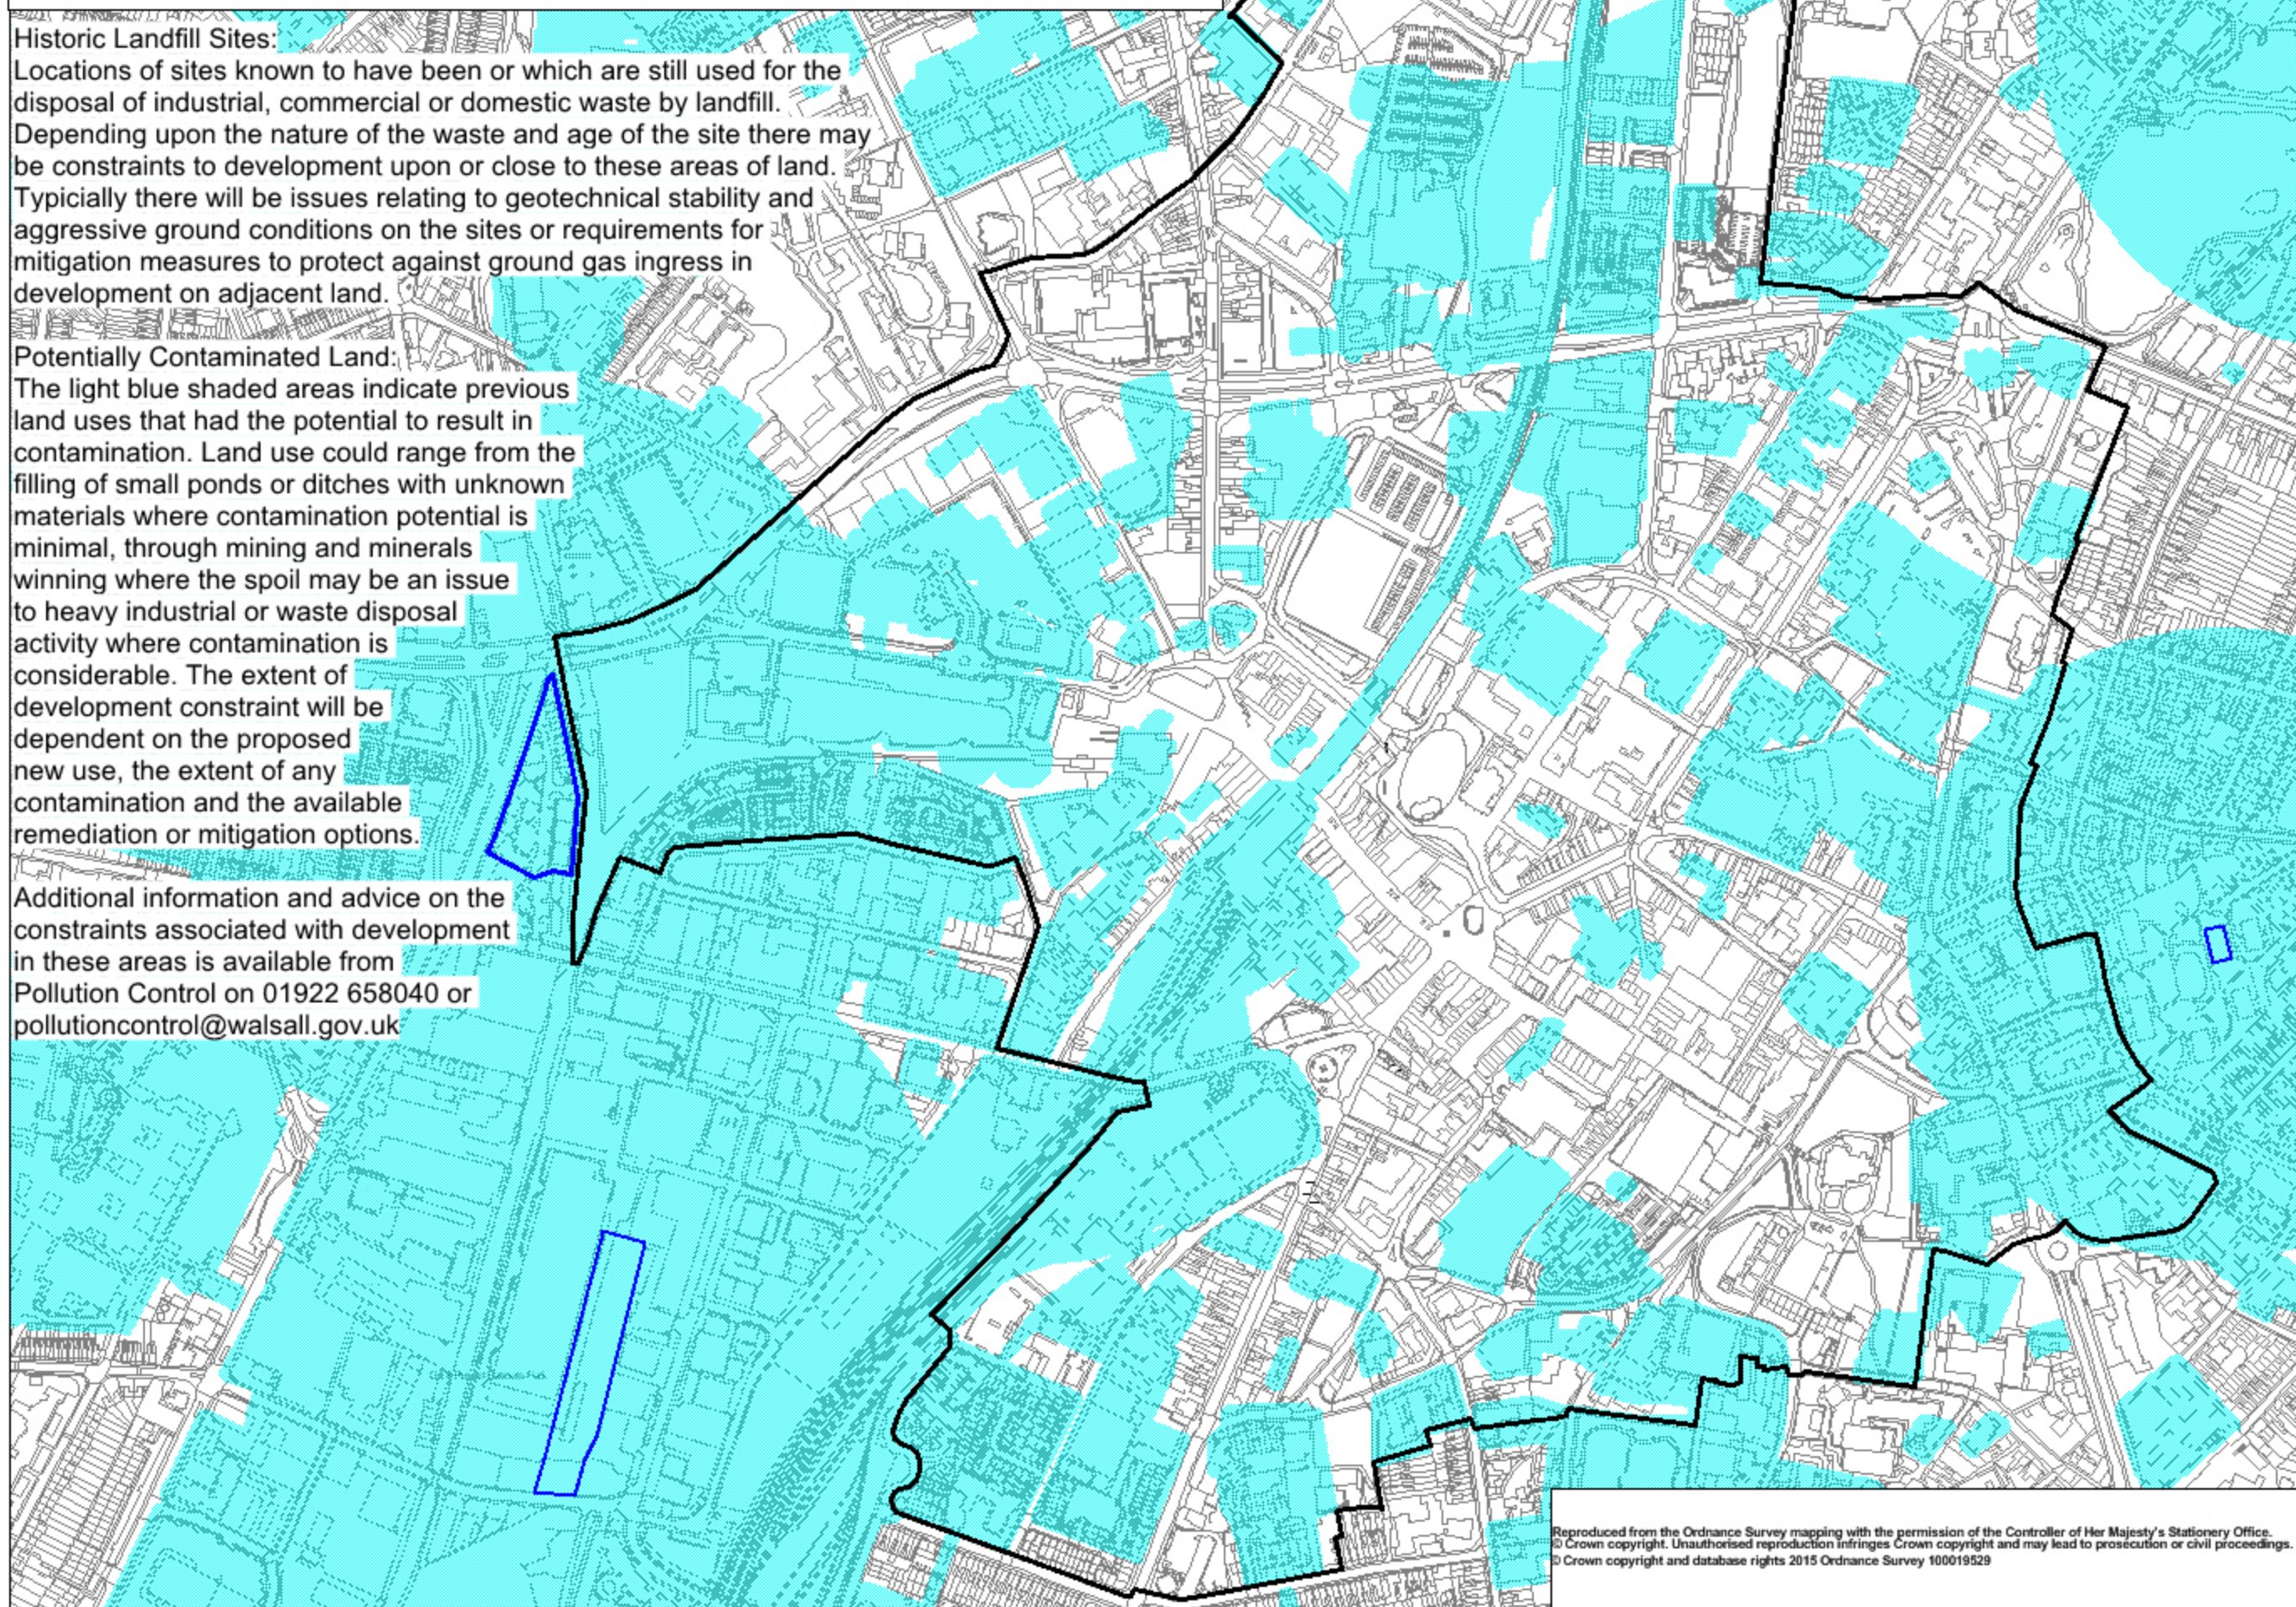 Historic Landfill Sites:
Locations of sites known to have been or which are still used for the
disposal of industrial, commercial or domestic waste by landfill.
Depending upon the nature of the waste and age of the site there may
be constraints to development upon or close to these areas of land.
Typicially there will be issues relating to geotechnical stability and
aggressive ground conditions on the sites or requirements for
mitigation measures to protect against ground gas ingress in
development on adjacent land.
Potentially Contaminated Land:
The light blue shaded areas indicate previous
land uses that had the potential to result in
contamination. Land use could range from the
filling of small ponds or ditches with unknown
materials where contamination potential is
minimal, through mining and minerals
winning where the spoil may be an issue
to heavy industrial or waste disposal
activity where contamination is
considerable. The extent of
development constraint will be
dependent on the proposed
new use, the extent of any
contamination and the available
remediation or mitigation options.
Additional information and advice on the
constraints associated with development
in these areas is available from
Pollution Control on 01922 658040 or
pollutioncontrol@walsall.gov.uk
Reproduced from the Ordnance Survey mapping with the permission of the Controller of Her Majesty's Stationery Office.
© Crown copyright. Unauthorised reproduction infringes Crown copyright and may lead to prosecution or civil proceedings.
© Crown copyright and database rights 2015 Ordnance Survey 100019529